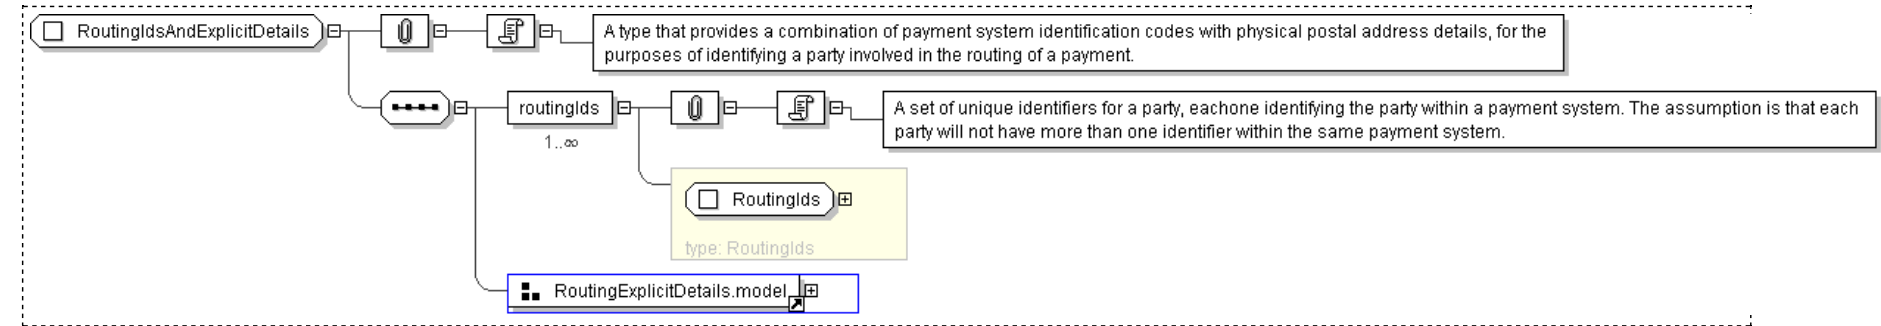 RoutingIdsAndExplicitDetails
A type that provides a combination of payment system identification codes with physical postal address details, for the
purposes of identifying a party involved in the routing of a payment.
routingIds
1..∞
A set of unique identifiers for a party, eachone identifying the party within a payment system. The assumption is that each
party will not have more than one identifier within the same payment system.
RoutingIds
type: RoutingIds
RoutingExplicitDetails.model